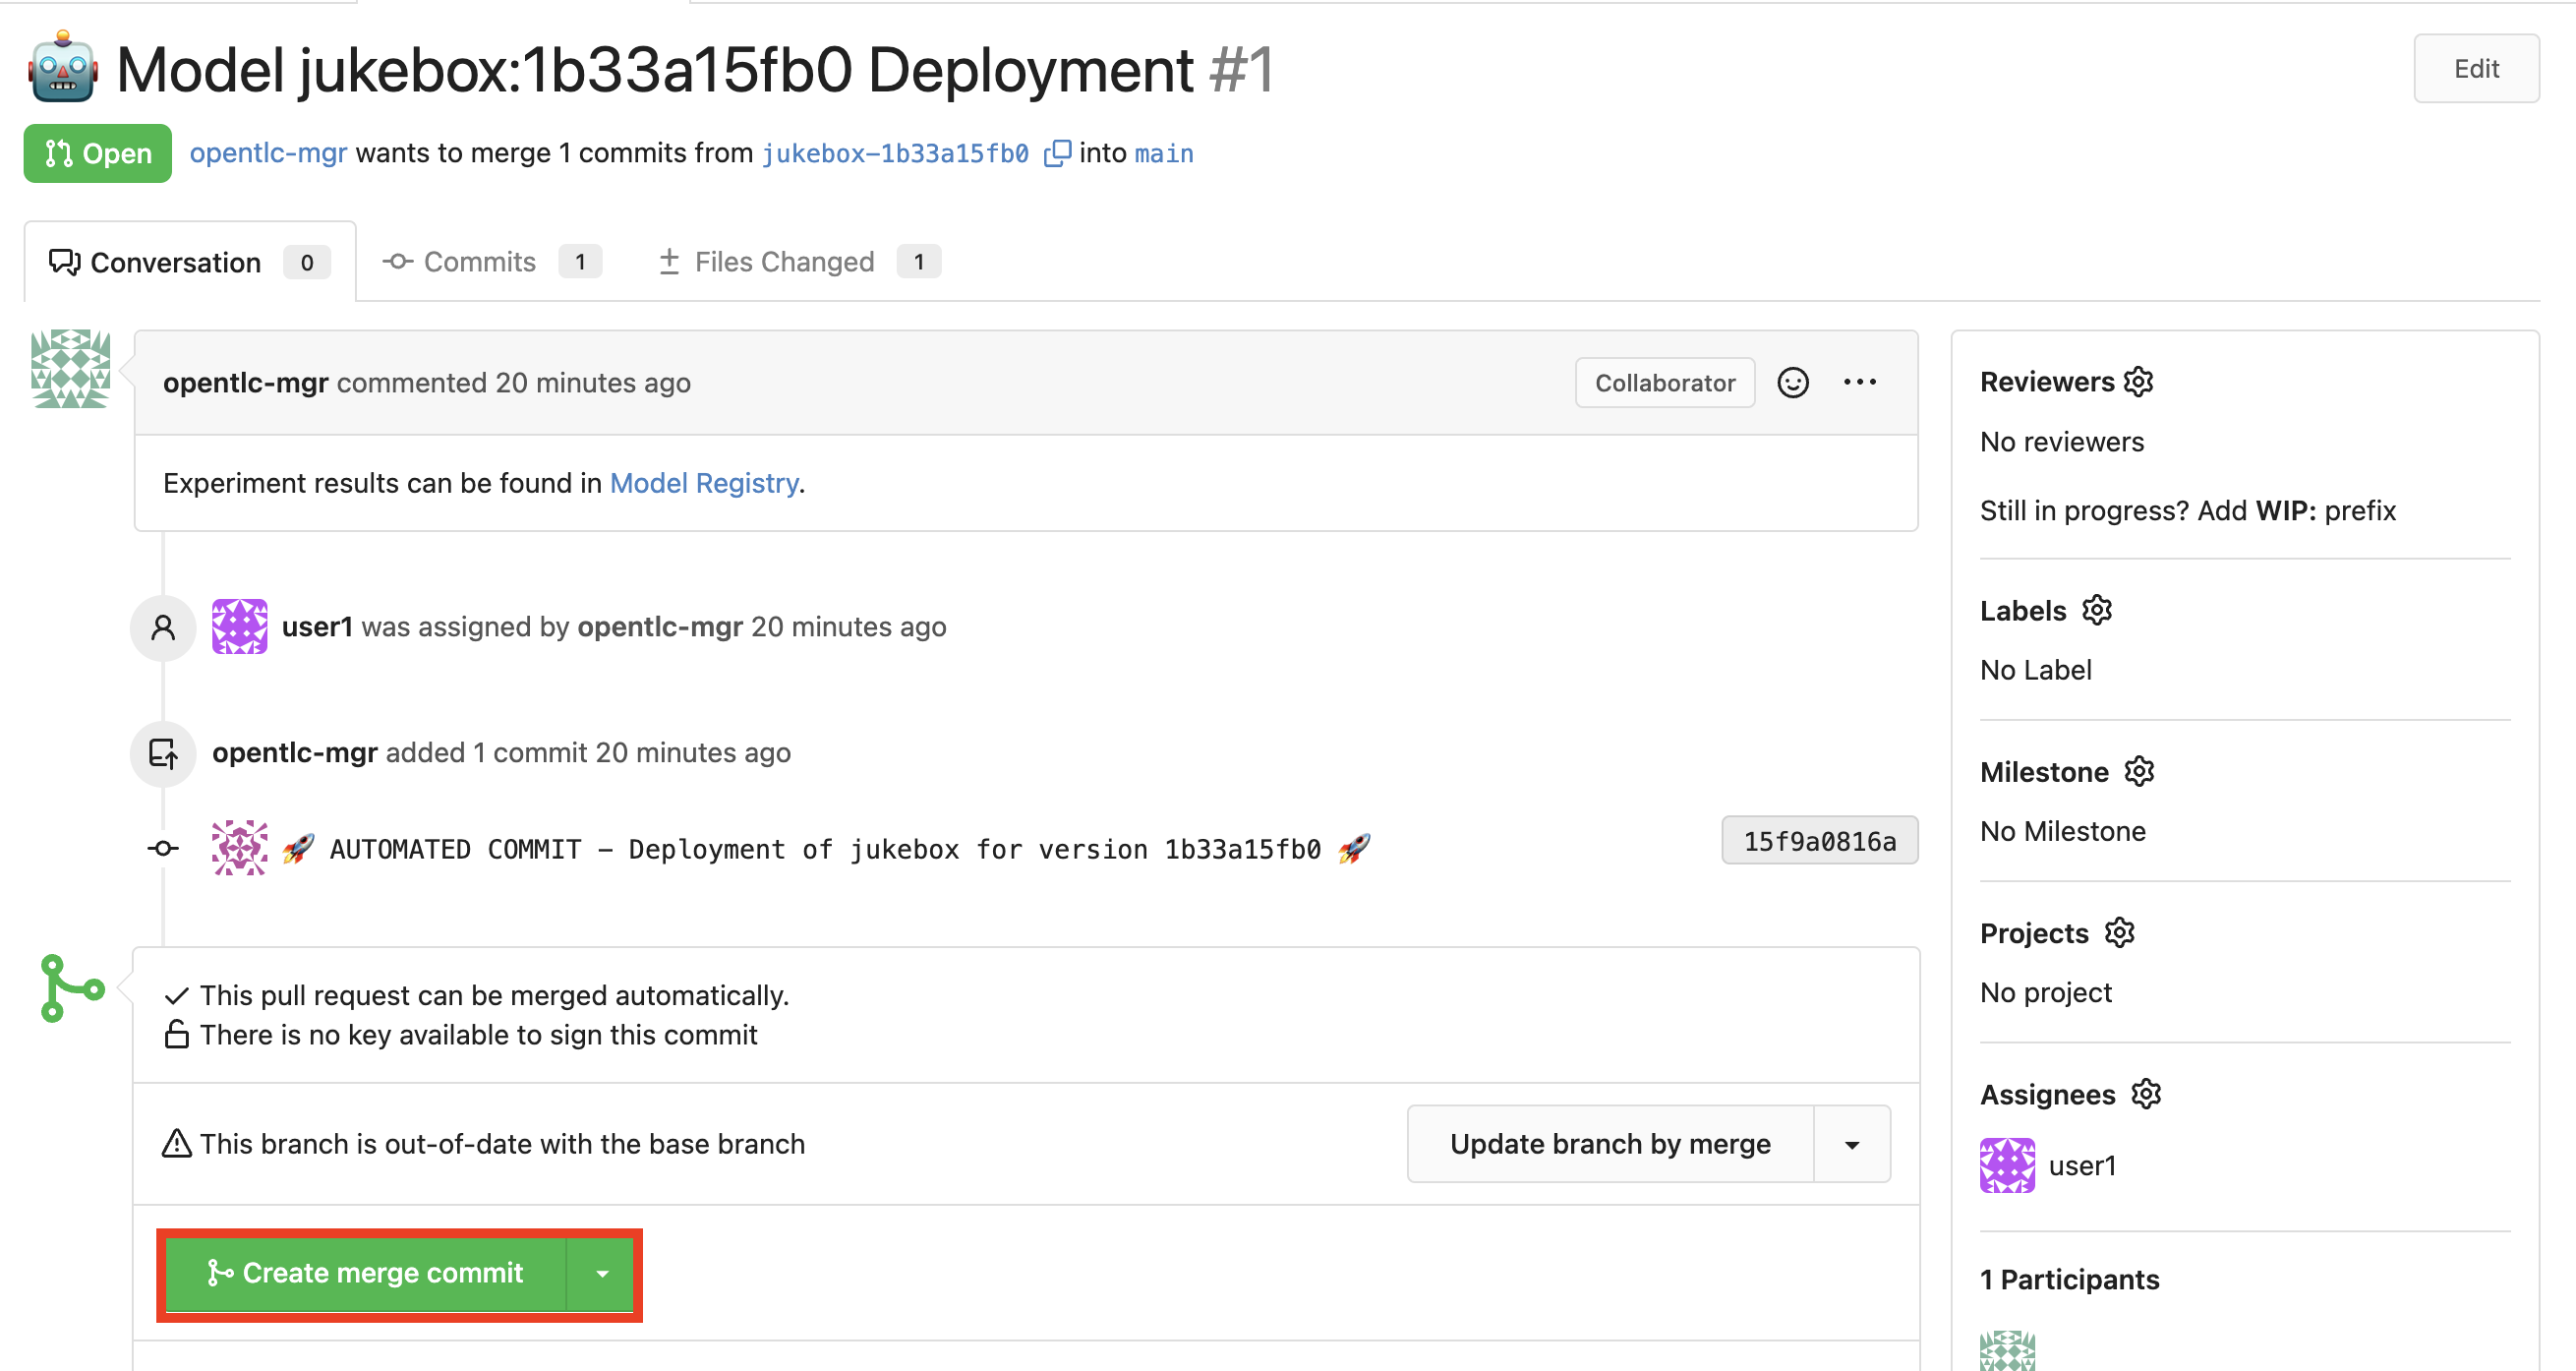 🤖 Model jukebox:1b33a15fb0 Deployment #1
Edit
Open
opentlc-mgr wants to merge 1 commits from jukebox-1b33a15fb0 into main
Conversation 0
Commits 1
Files Changed 1
opentlc-mgr commented 20 minutes ago
Collaborator
Experiment results can be found in Model Registry.
user1 was assigned by opentlc-mgr 20 minutes ago
opentlc-mgr added 1 commit 20 minutes ago
🚀 AUTOMATED COMMIT - Deployment of jukebox for version 1b33a15fb0 🚀
15f9a0816a
This pull request can be merged automatically.
There is no key available to sign this commit
This branch is out-of-date with the base branch
Update branch by merge
Create merge commit
Reviewers
No reviewers
Still in progress? Add WIP: prefix
Labels
No Label
Milestone
No Milestone
Projects
No project
Assignees
user1
1 Participants